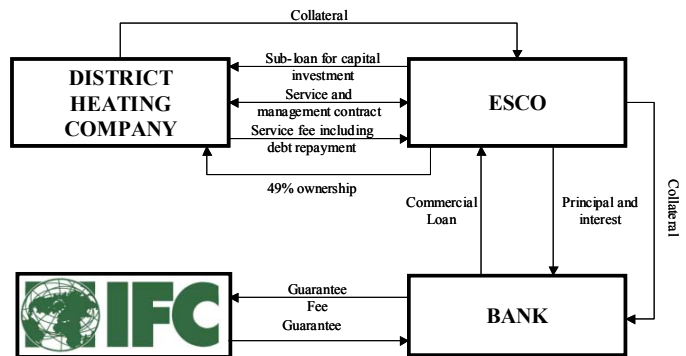 Collateral
DISTRICT
HEATING
COMPANY
Sub-loan for capital
investment
Service and
management contract
Service fee including
debt repayment
ESCO
49% ownership
Commercial
Loan
Principal and
interest
Collateral
IFC
Guarantee
Fee
Guarantee
BANK